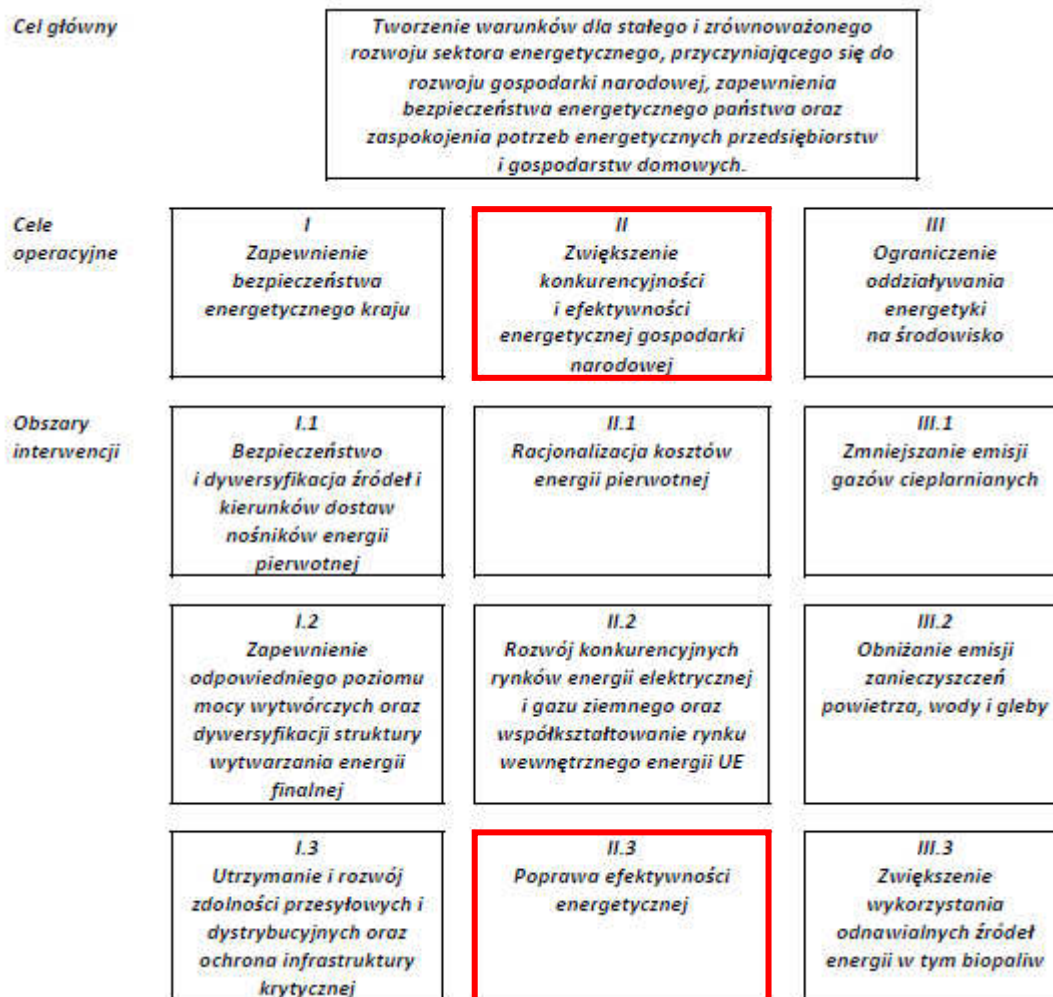 Cel główny
Tworzenie warunków dla stałego i zrównoważonego
rozwoju sektora energetycznego, przyczyniającego się do
rozwoju gospodarki narodowej, zapewnienia
bezpieczeństwa energetycznego państwa oraz
zaspokojenia potrzeb energetycznych przedsiębiorstw
i gospodarstw domowych.
Cele
operacyjne
I
Zapewnienie
bezpieczeństwa
energetycznego kraju
II
Zwiększenie
konkurencyjności
i efektywności
energetycznej gospodarki
narodowej
III
Ograniczenie
oddziaływania
energetyki
na środowisko
Obszary
interwencji
I.1
Bezpieczeństwo
i dywersyfikacja źródeł i
kierunków dostaw
nośników energii
pierwotnej
II.1
Racjonalizacja kosztów
energii pierwotnej
III.1
Zmniejszanie emisji
gazów cieplarnianych
I.2
Zapewnienie
odpowiedniego poziomu
mocy wytwórczych oraz
dywersyfikacji struktury
wytwarzania energii
finalnej
II.2
Rozwój konkurencyjnych
rynków energii elektrycznej
i gazu ziemnego oraz
współkształtowanie rynku
wewnętrznego energii UE
III.2
Obniżanie emisji
zanieczyszczeń
powietrza, wody i gleby
I.3
Utrzymanie i rozwój
zdolności przesyłowych i
dystrybucyjnych oraz
ochrona infrastruktury
krytycznej
II.3
Poprawa efektywności
energetycznej
III.3
Zwiększenie
wykorzystania
odnawialnych źródeł
energii w tym biopaliw